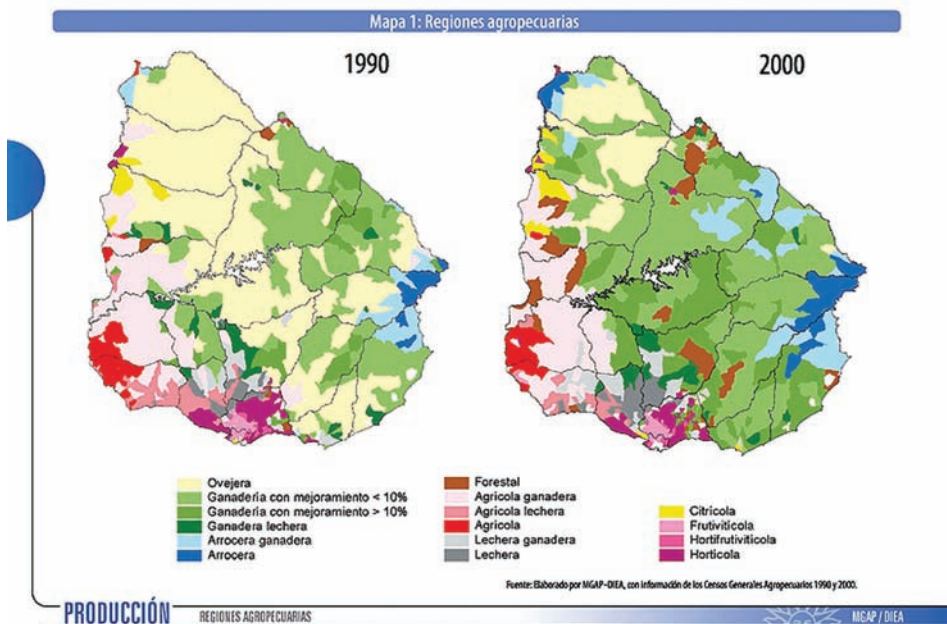 Mapa 1: Regiones agropecuarias
1990
2000
Ovejera
Ganadería con mejoramiento < 10%
Ganadería con mejoramiento > 10%
Ganadera lechera
Arrocera ganadera
Arrocera
Forestal
Agrícola ganadera
Agrícola lechera
Agrícola
Lechera ganadera
Lechera
Citrícola
Frutivitícola
Hortifrutivitícola
Hortícola
Fuente: Elaborado por MGAP-DIEA, con información de los Censos Generales Agropecuarios 1990 y 2000.
PRODUCCIÓN
REGIONES AGROPECUARIAS
MGAP / DIEA